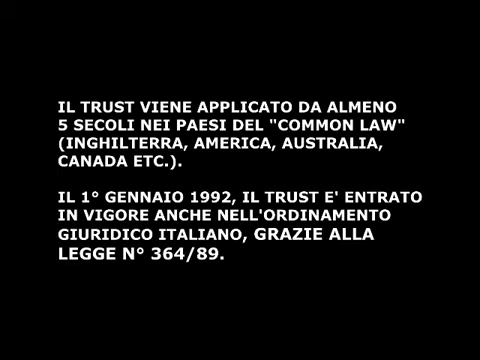 IL TRUST VIENE APPLICATO DA ALMENO
5 SECOLI NEI PAESI DEL "COMMON LAW"
(INGHILTERRA, AMERICA, AUSTRALIA,
CANADA ETC.).
IL 1° GENNAIO 1992, IL TRUST E' ENTRATO
IN VIGORE ANCHE NELL'ORDINAMENTO
GIURIDICO ITALIANO, GRAZIE ALLA
LEGGE N° 364/89.